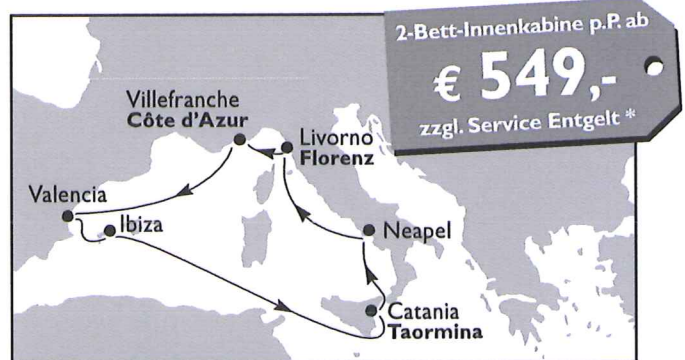 2-Bett-Innenkabine p.P. ab
€ 549,-
zzgl. Service Entgelt *
Villefranche
Côte d'Azur
Livorno
Florenz
Valencia
Ibiza
Neapel
Catania
Taormina